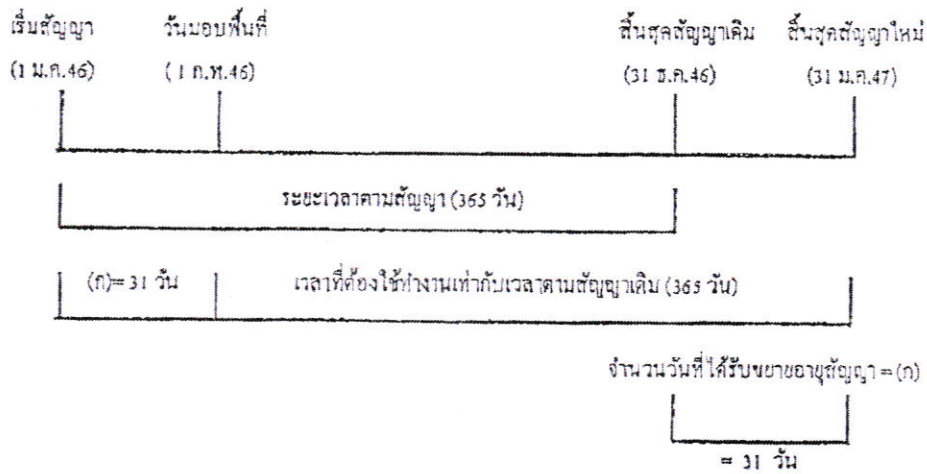 เริ่มสัญญา วันมอบพื้นที่ สิ้นสุดสัญญาเดิม สิ้นสุดสัญญาใหม่
(1 ม.ค.46) ( 1 ก.พ.46) (31 ธ.ค.46) (31 ม.ค.47)
ระยะเวลาตามสัญญา (365 วัน)
(ก)= 31 วัน เวลาที่ต้องใช้ทำงานเท่ากับเวลาตามสัญญาเดิม (365 วัน)
จำนวนวันที่ได้รับขยายอายุสัญญา = (ก)
= 31 วัน